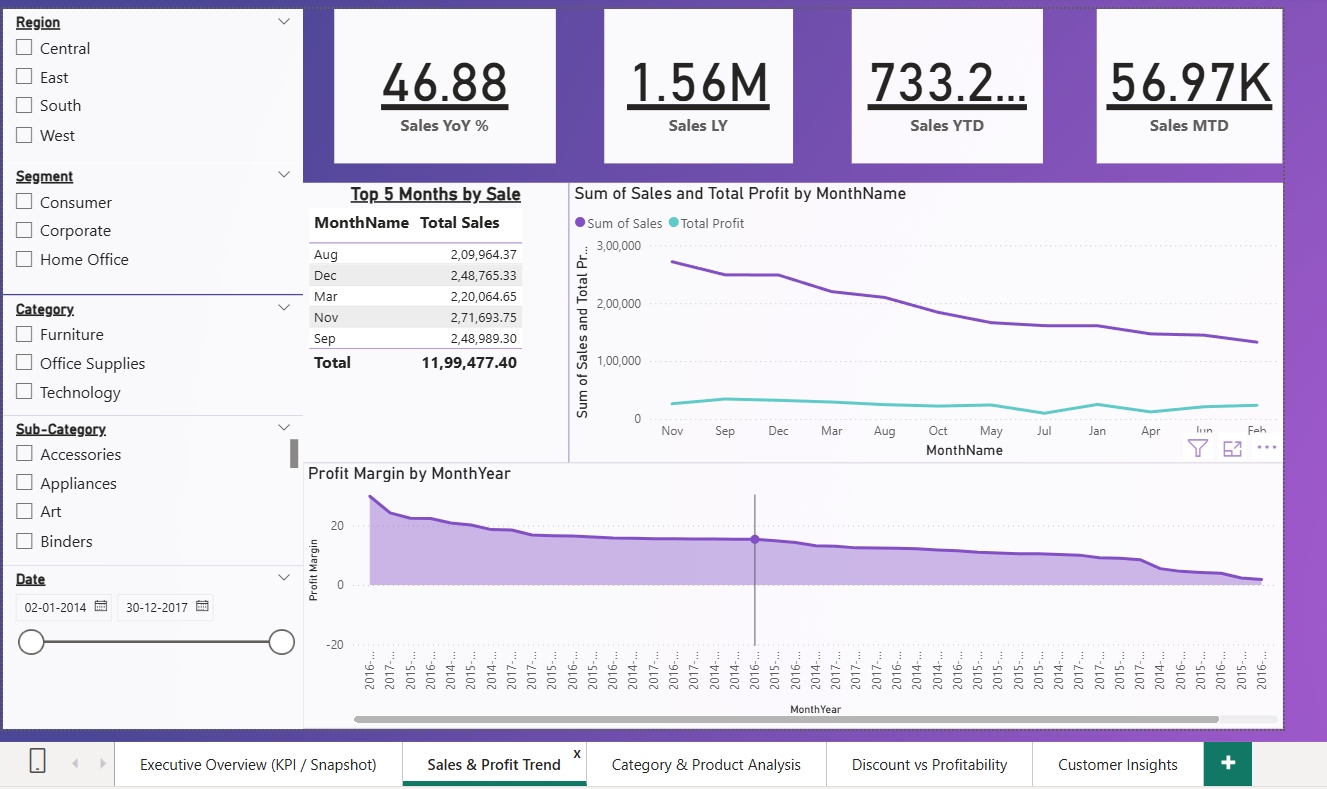 Region
Central
East
South
West
Segment
Consumer
Corporate
Home Office
Category
Furniture
Office Supplies
Technology
Sub-Category
Accessories
Appliances
Art
Binders
Date
02-01-2014 30-12-2017
46.88
Sales YoY %
1.56M
Sales LY
733.2...
Sales YTD
56.97K
Sales MTD
Top 5 Months by Sale
MonthName Total Sales
Aug 2,09,964.37
Dec 2,48,765.33
Mar 2,20,064.65
Nov 2,71,693.75
Sep 2,48,989.30
Total 11,99,477.40
Sum of Sales and Total Profit by MonthName
Sum of Sales Total Profit
Sum of Sales and Total Pr...
3,00,000
2,00,000
1,00,000
0
Nov Sep Dec Mar Aug Oct May Jul Jan Apr Jun Feb
MonthName
Profit Margin by MonthYear
Profit Margin
20
0
-20
2016-... 2017-... 2015-... 2016-... 2014-... 2015-... 2014-... 2017-... 2017-... 2015-... 2016-... 2015-... 2016-... 2014-... 2017-... 2016-... 2017-... 2014-... 2014-... 2016-... 2015-... 2016-... 2014-... 2017-... 2017-... 2017-... 2016-... 2014-... 2014-... 2016-... 2015-... 2015-... 2015-... 2014-... 2014-... 2016-... 2017-... 2015-... 2017-... 2014-... 2016-... 2015-... 2016-... 2015-... 2016-...
MonthYear
Executive Overview (KPI / Snapshot) Sales & Profit Trend x Category & Product Analysis Discount vs Profitability Customer Insights +